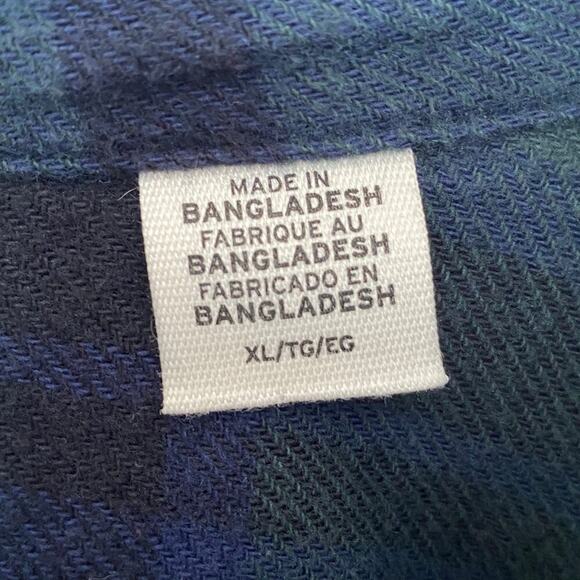 MADE IN
BANGLADESH
FABRIQUE AU
BANGLADESH
FABRICADO EN
BANGLADESH
XL/TG/EG